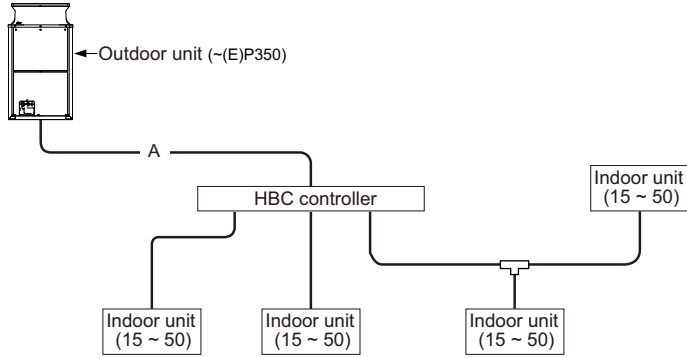 Outdoor unit (~(E)P350)
A
HBC controller
Indoor unit
(15 ~ 50)
Indoor unit
(15 ~ 50)
Indoor unit
(15 ~ 50)
Indoor unit
(15 ~ 50)